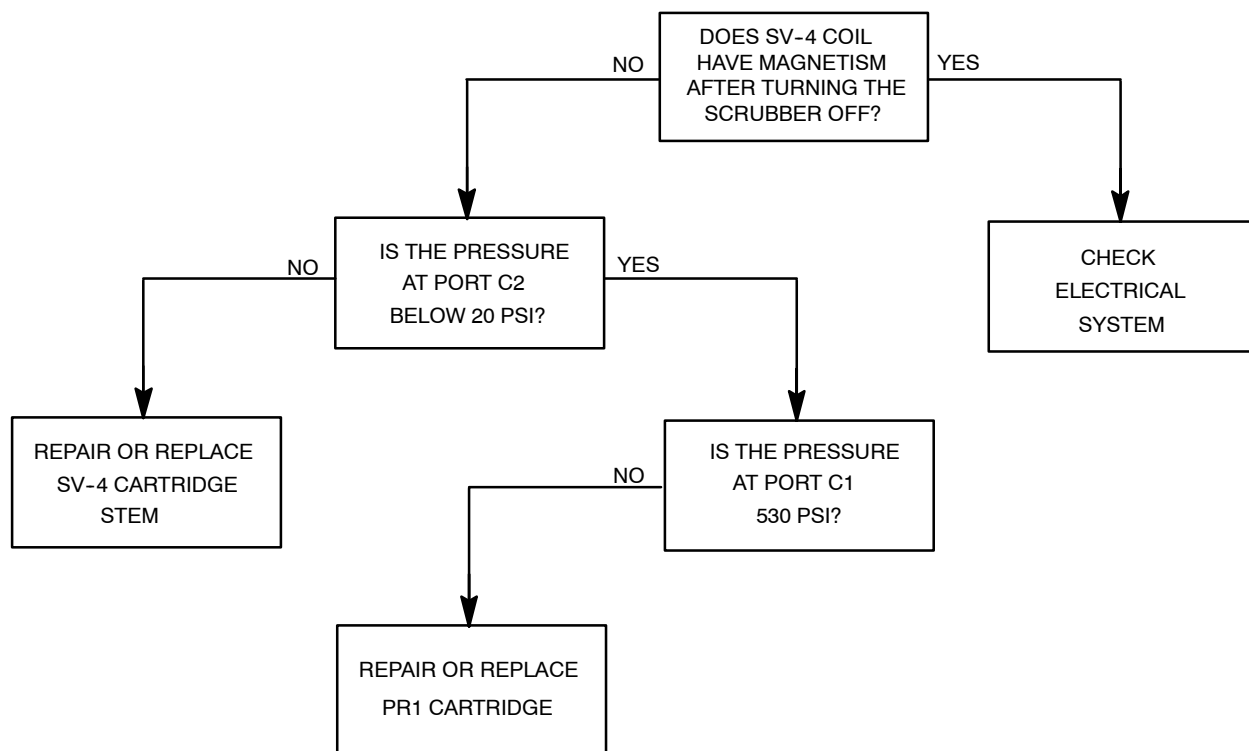 DOES SV-4 COIL
HAVE MAGNETISM
AFTER TURNING THE
SCRUBBER OFF?
NO
YES
IS THE PRESSURE
AT PORT C2
BELOW 20 PSI?
NO
YES
CHECK
ELECTRICAL
SYSTEM
REPAIR OR REPLACE
SV-4 CARTRIDGE
STEM
IS THE PRESSURE
AT PORT C1
530 PSI?
NO
REPAIR OR REPLACE
PR1 CARTRIDGE